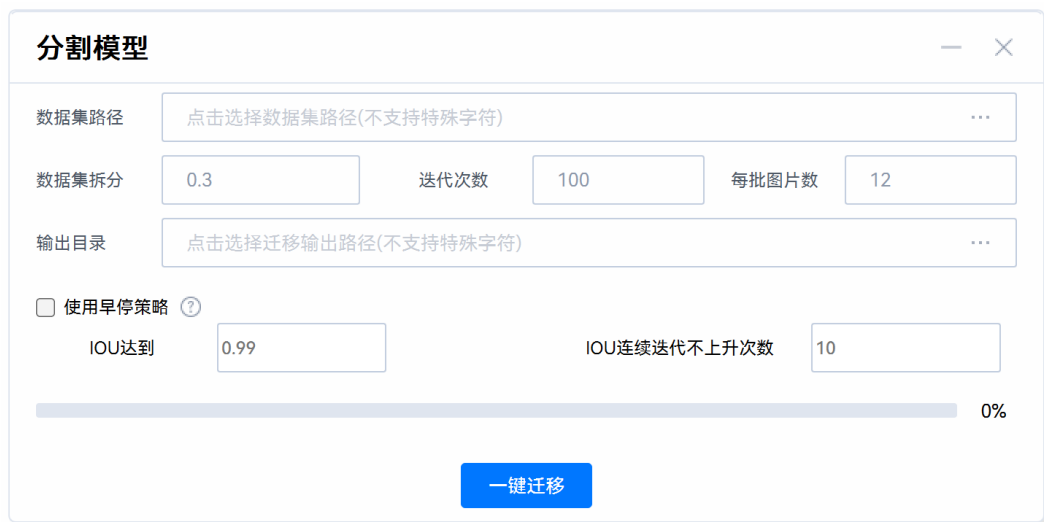 分割模型
数据集路径 点击选择数据集路径(不支持特殊字符) ...
数据集拆分 0.3 迭代次数 100 每批图片数 12
输出目录 点击选择迁移输出路径(不支持特殊字符) ...
使用早停策略 ?
IOU达到 0.99 IOU连续迭代不上升次数 10
0%
一键迁移